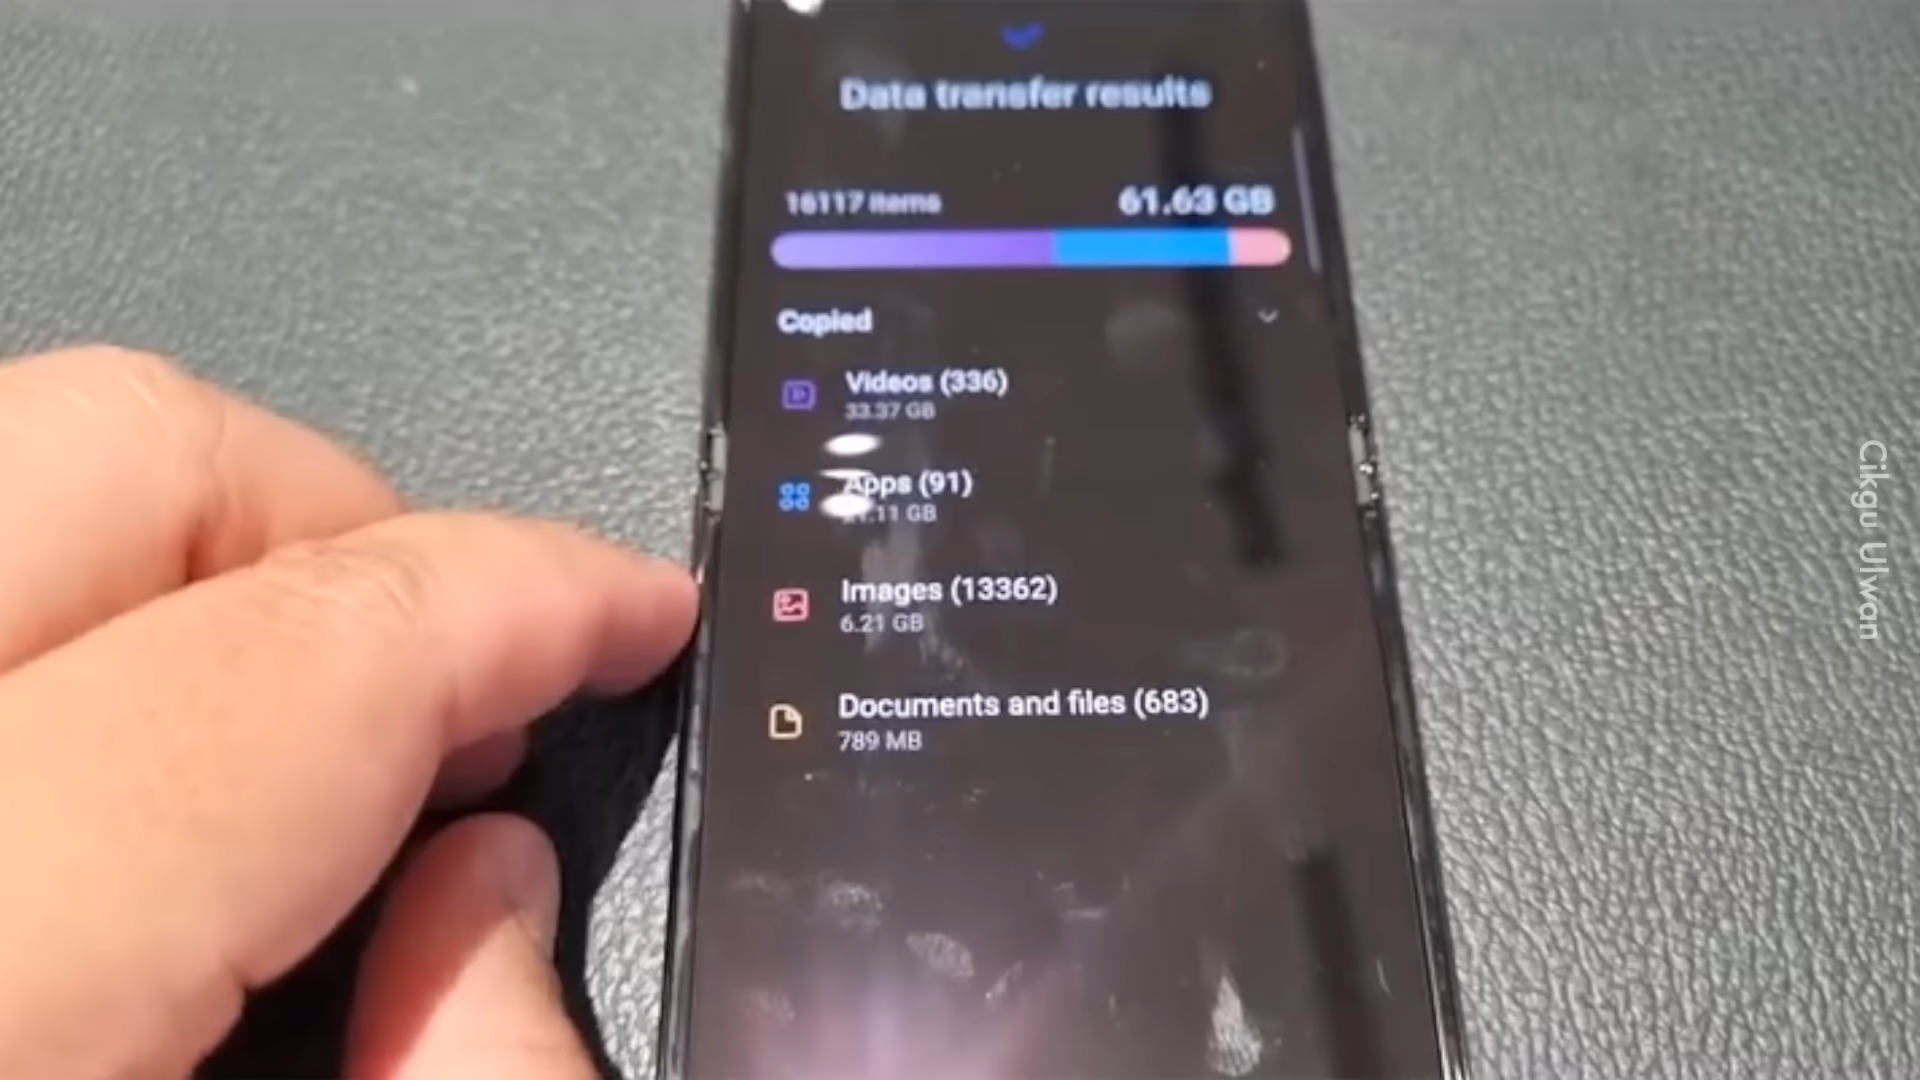 Data transfer results
16117 items 61.63 GB
Copied
Videos (336)
33.37 GB
Apps (91)
GB
Images (13362)
6.21 GB
Documents and files (683)
789 MB
Cikgu Ulwan